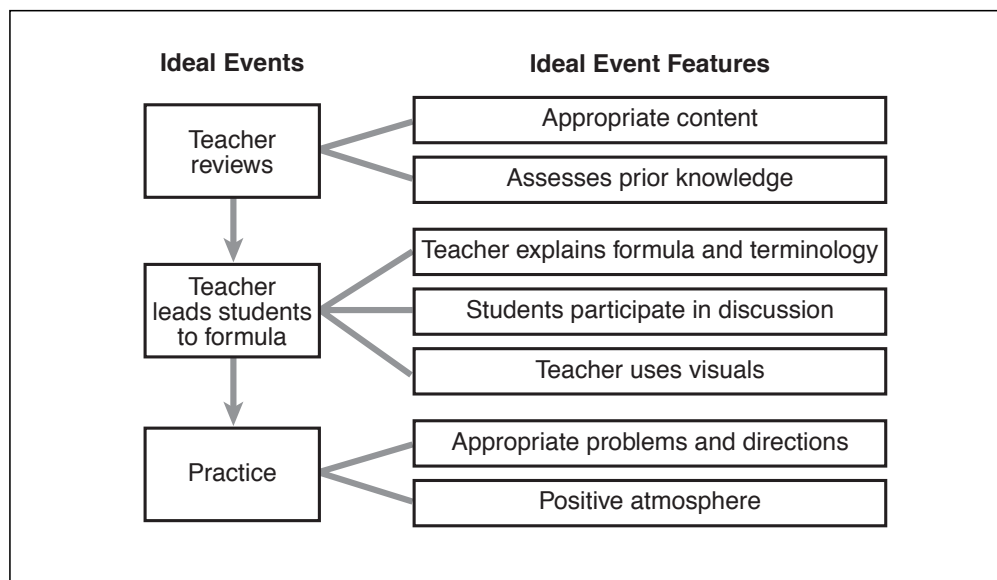 Ideal Events
Ideal Event Features
Teacher
reviews
Appropriate content
Assesses prior knowledge
Teacher
leads students
to formula
Teacher explains formula and terminology
Students participate in discussion
Teacher uses visuals
Practice
Appropriate problems and directions
Positive atmosphere